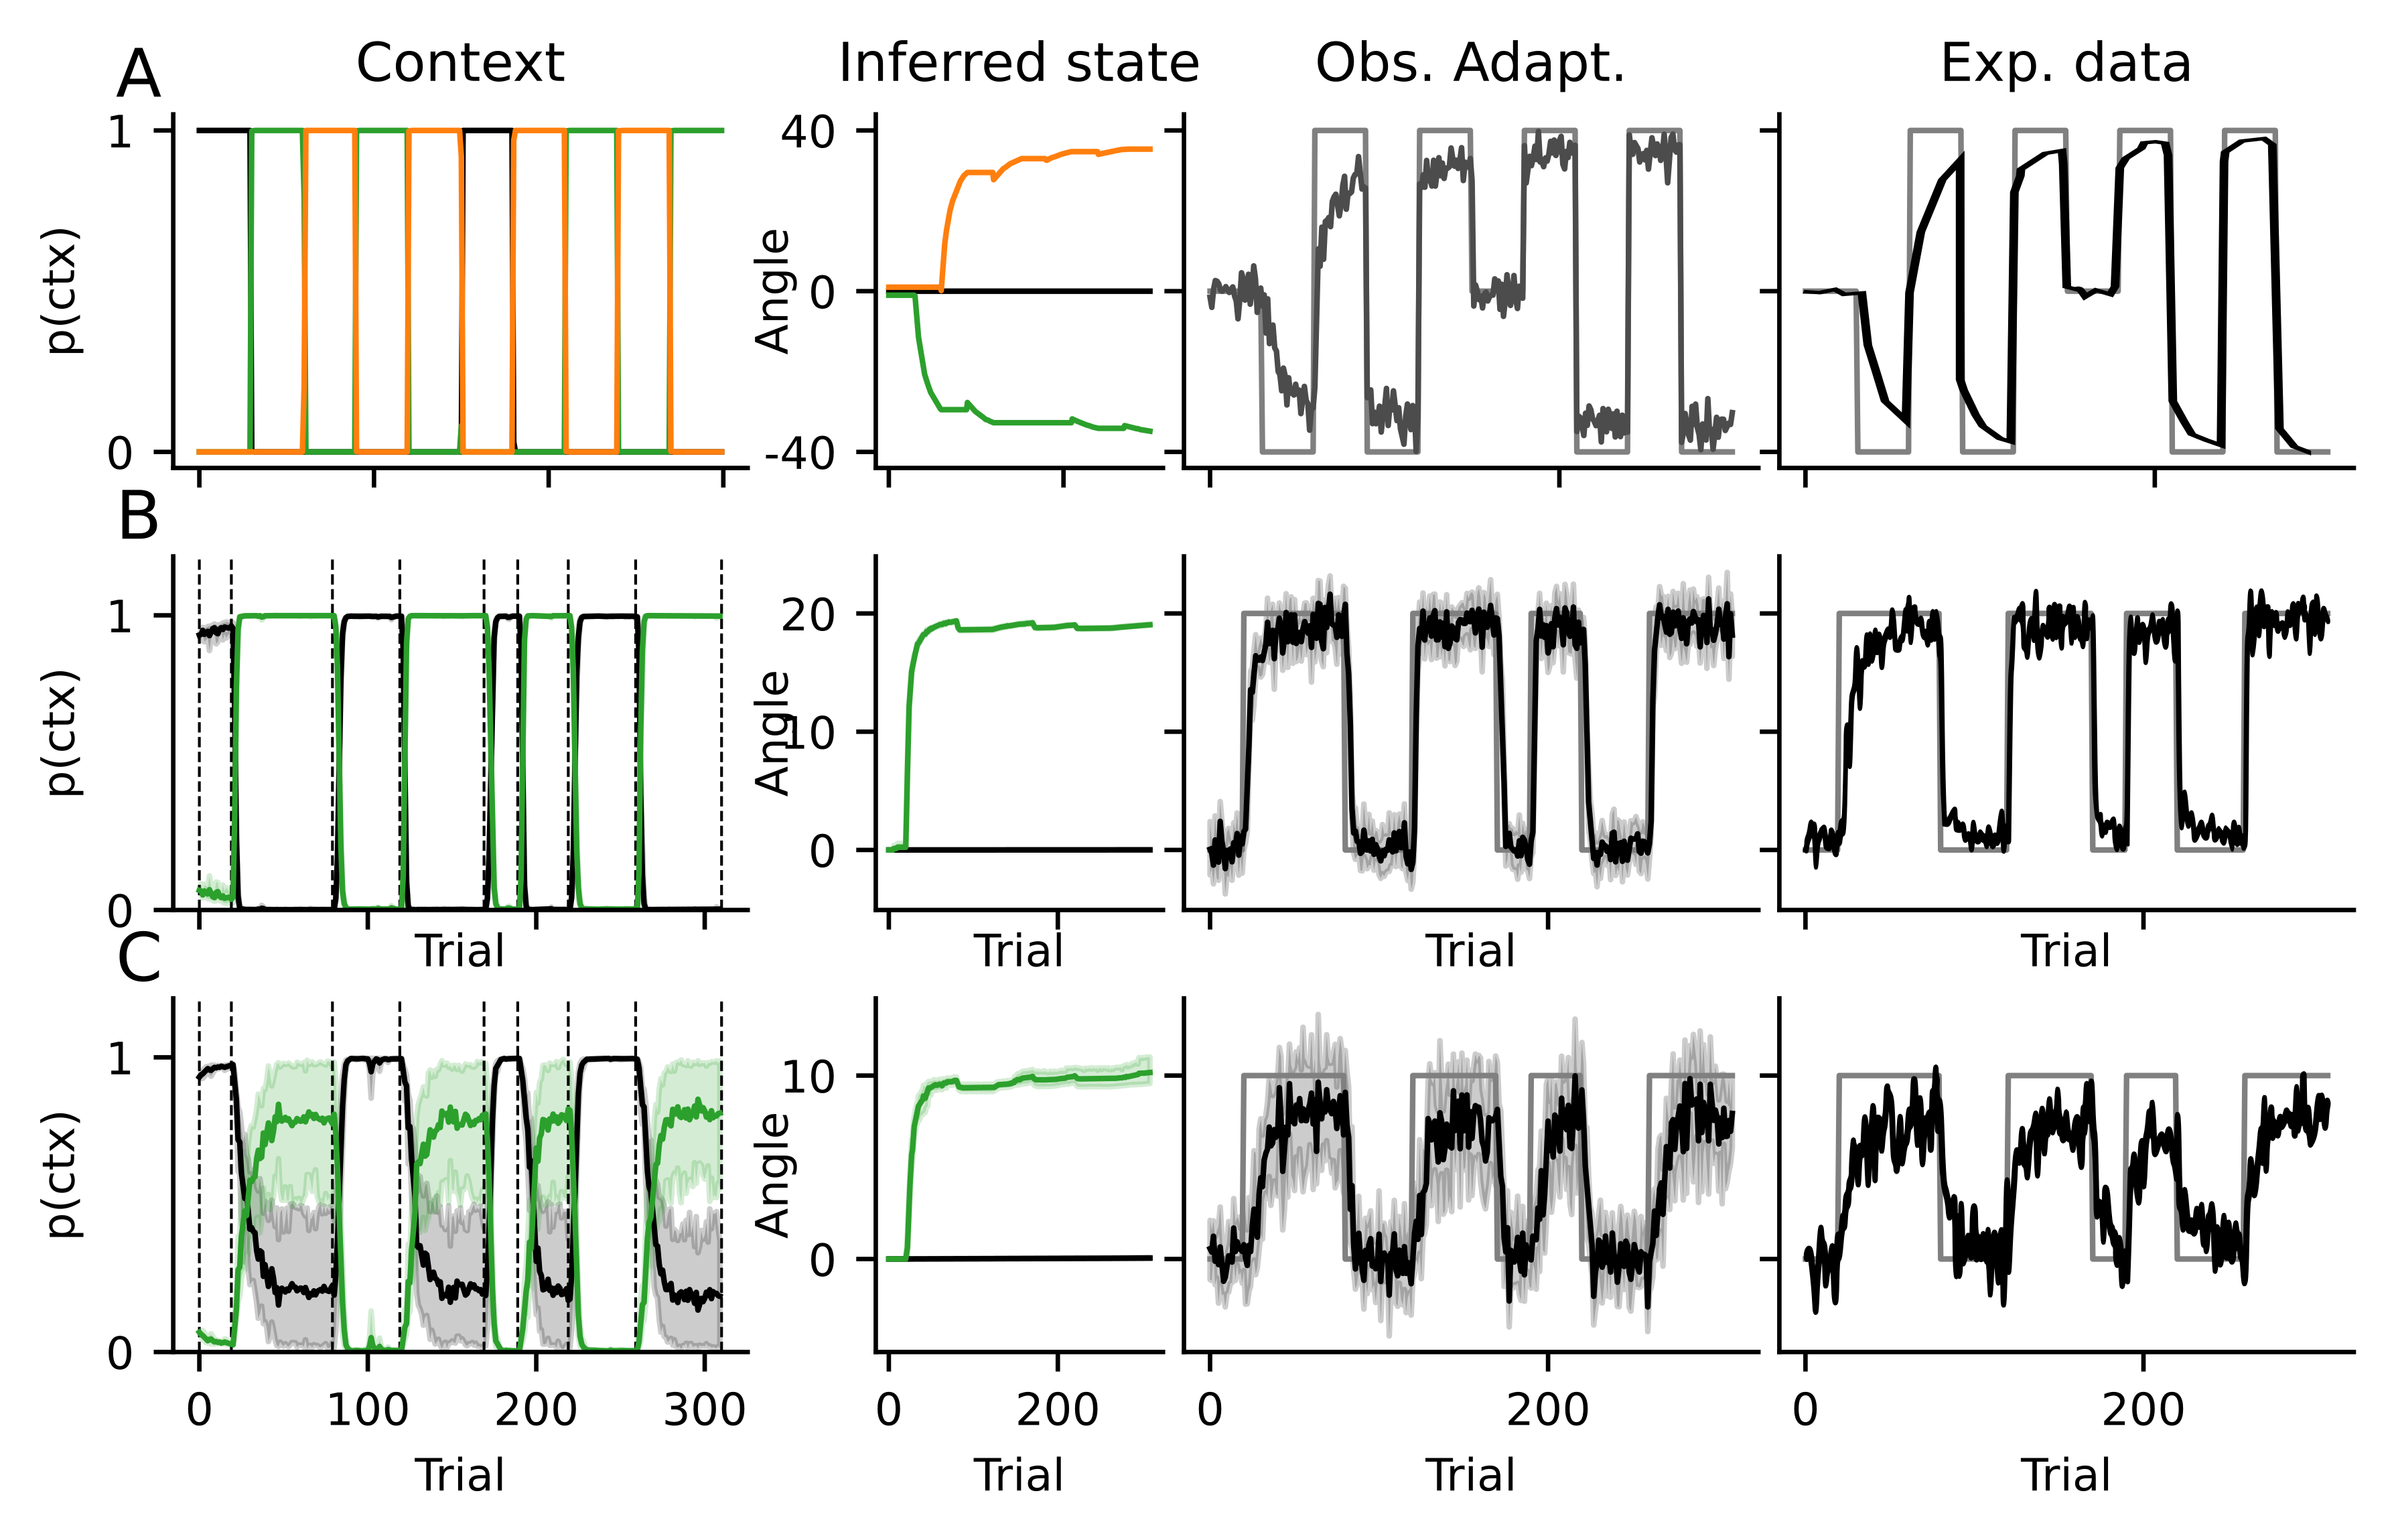 A
Context
Inferred state
Obs. Adapt.
Exp. data
p(ctx)
1
0
Angle
40
0
-40
B
p(ctx)
1
0
Trial
Angle
20
10
0
Trial
Trial
Trial
C
p(ctx)
1
0
0 100 200 300
Trial
Angle
10
0
0 200
Trial
0 200
Trial
0 200
Trial